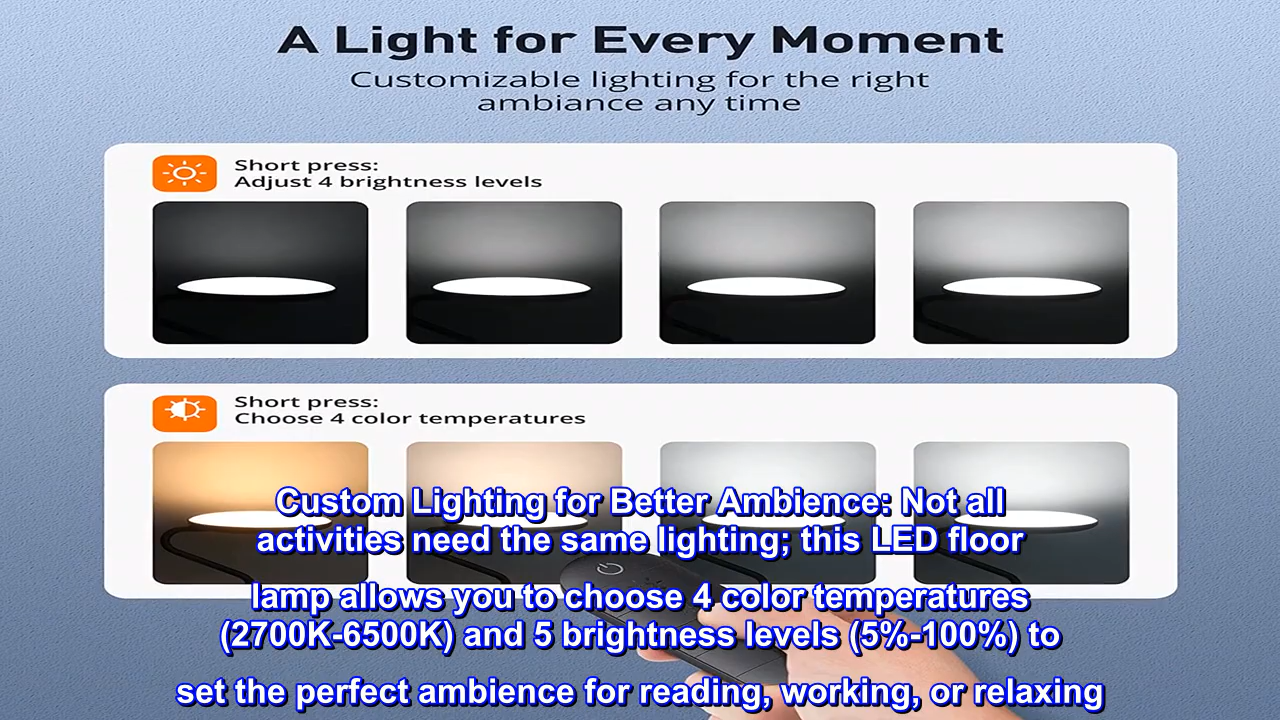 A Light for Every Moment
Customizable lighting for the right
ambiance any time
Short press:
Adjust 4 brightness levels
Short press:
Choose 4 color temperatures
Custom Lighting for Better Ambience: Not all
activities need the same lighting; this LED floor
lamp allows you to choose 4 color temperatures
(2700K-6500K) and 5 brightness levels (5%-100%) to
set the perfect ambience for reading, working, or relaxing